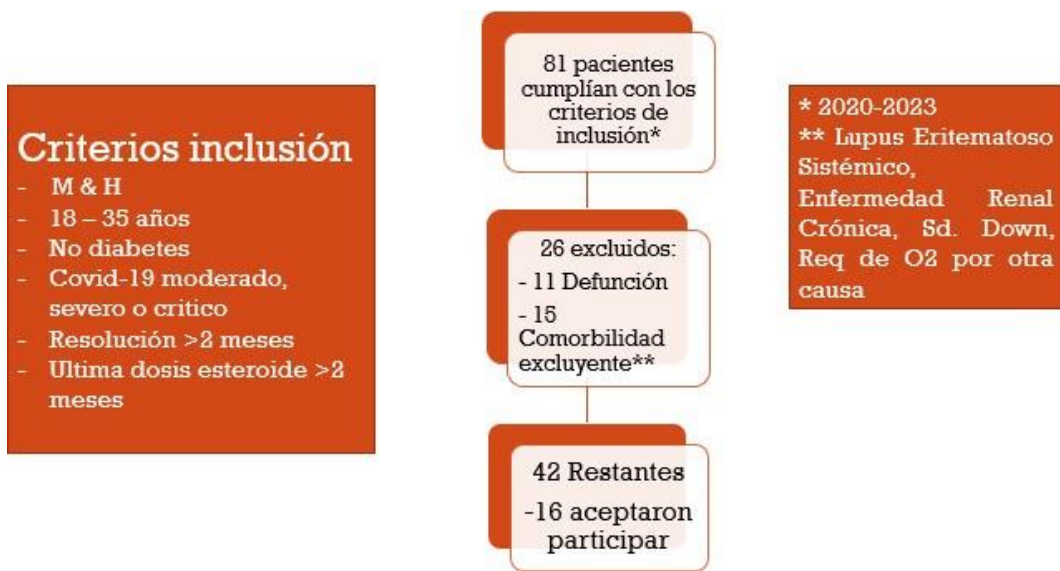 Criterios inclusión
- M & H
- 18 – 35 años
- No diabetes
- Covid-19 moderado,
severo o critico
- Resolución >2 meses
- Ultima dosis esteroide >2
meses
81 pacientes
cumplían con los
criterios de
inclusión*
26 excluidos:
- 11 Defunción
- 15
Comorbilidad
excluyente**
42 Restantes
-16 aceptaron
participar
* 2020-2023
** Lupus Eritematoso
Sistémico,
Enfermedad Renal
Crónica, Sd. Down,
Req de O2 por otra
causa